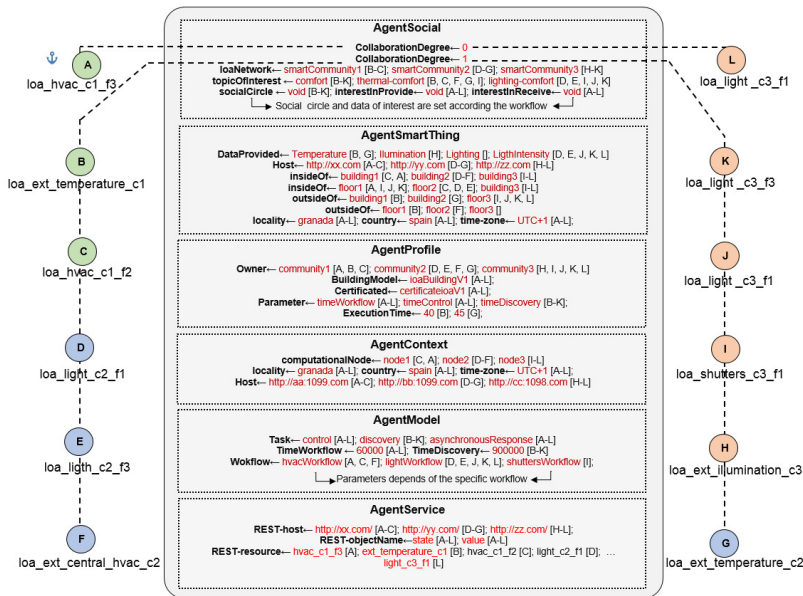 AgentSocial
CollaborationDegree← 0
CollaborationDegree← 1
loaNetwork← smartCommunity1 [B-C]; smartCommunity2 [D-G]; smartCommunity3 [H-K]
topicOfInterest← comfort [B-K]; thermal-comfort [B, C, F, G, I]; lighting-comfort [D, E, I, J, K]
socialCircle ← void [B-K]; interestInProvide← void [A-L]; interestInReceive← void [A-L]
Social circle and data of interest are set according the workflow
AgentSmartThing
DataProvided← Temperature [B, G]; Ilumination [H]; Lighting []; LigthIntensity [D, E, J, K, L]
Host← http://xx.com [A-C]; http://yy.com [D-G]; http://zz.com [H-L]
insideOf← building1 [C, A]; building2 [D-F]; building3 [I-L]
insideOf← floor1 [A, I, J, K]; floor2 [C, D, E]; building3 [I-L]
outsideOf← building1 [B]; building2 [G]; floor3 [I, J, K, L]
outsideOf← floor1 [B]; floor2 [F]; floor3 []
locality← granada [A-L]; country← spain [A-L]; time-zone← UTC+1 [A-L];
AgentProfile
Owner← community1 [A, B, C]; community2 [D, E, F, G]; community3 [H, I, J, K, L]
BuildingModel← ioaBuildingV1 [A-L];
Certificated← certificateioaV1 [A-L];
Parameter← timeWorkflow [A-L]; timeControl [A-L]; timeDiscovery [B-K];
ExecutionTime← 40 [B]; 45 [G];
AgentContext
computationalNode← node1 [C, A]; node2 [D-F]; node3 [I-L]
locality← granada [A-L]; country← spain [A-L]; time-zone← UTC+1 [A-L];
Host← http://aa:1099.com [A-C]; http://bb:1099.com [D-G]; http://cc:1098.com [H-L]
AgentModel
Task← control [A-L]; discovery [B-K]; asynchronousResponse [A-L]
TimeWorkflow ← 60000 [A-L]; TimeDiscovery← 900000 [B-K]
Wokflow← hvacWorkflow [A, C, F]; lightWorkflow [D, E, J, K, L]; shuttersWorkflow [I];
Parameters depends of the specific workflow
AgentService
REST-host← http://xx.com/ [A-C]; http://yy.com/ [D-G]; http://zz.com/ [H-L];
REST-objectName←state [A-L]; value [A-L]
REST-resource← hvac_c1_f3 [A]; ext_temperature_c1 [B]; hvac_c1_f2 [C]; light_c2_f1 [D]; ...
light_c3_f1 [L]
A
loa_hvac_c1_f3
B
loa_ext_temperature_c1
C
loa_hvac_c1_f2
D
loa_light_c2_f1
E
loa_ligth_c2_f3
F
loa_ext_central_hvac_c2
L
loa_light _c3_f1
K
loa_light _c3_f3
J
loa_light _c3_f1
I
loa_shutters_c3_f1
H
loa_ext_illumination_c3
G
loa_ext_temperature_c2